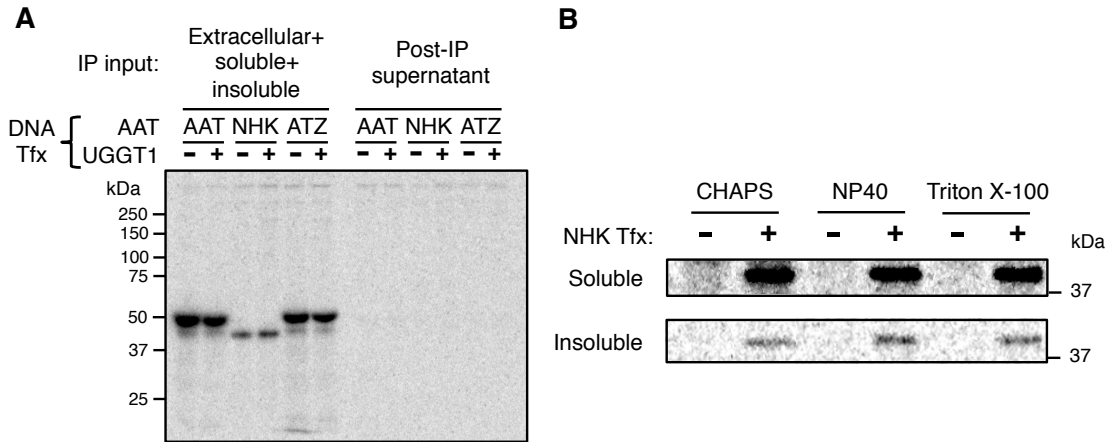 A
IP input:
Extracellular+
soluble+
insoluble
Post-IP
supernatant
DNA
Tfx
AAT
AAT NHK ATZ AAT NHK ATZ
UGGT1
- + - + - + - + - + - +
kDa
250
150
100
75
50
37
25
B
CHAPS NP40 Triton X-100
NHK Tfx: - + - + - + kDa
Soluble
37
Insoluble
37